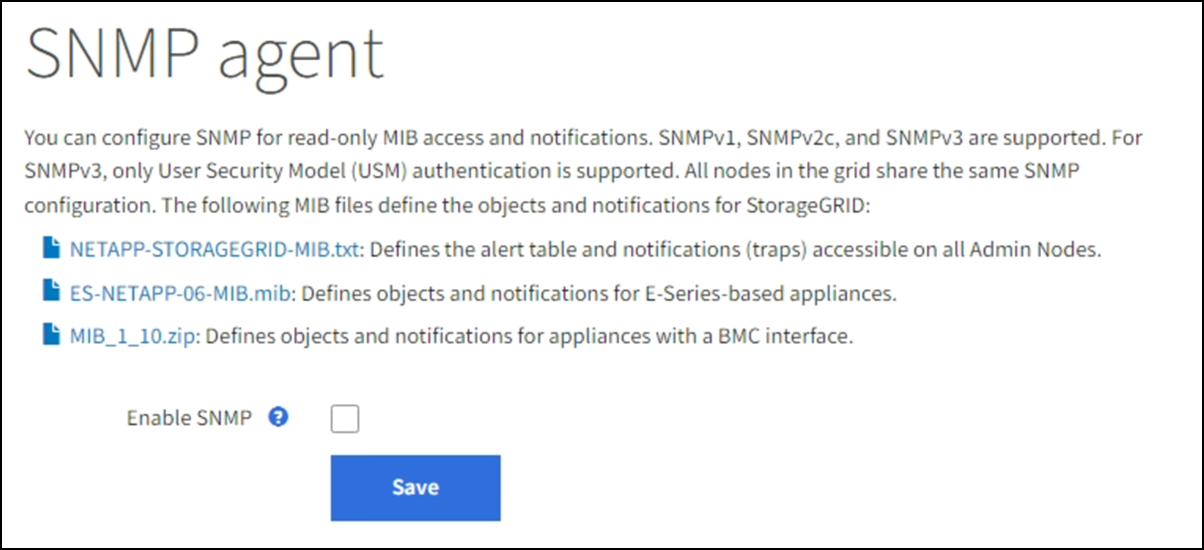 SNMP agent
You can configure SNMP for read-only MIB access and notifications. SNMPv1, SNMPv2c, and SNMPv3 are supported. For
SNMPv3, only User Security Model (USM) authentication is supported. All nodes in the grid share the same SNMP
configuration. The following MIB files define the objects and notifications for StorageGRID:
NETAPP-STORAGEGRID-MIB.txt: Defines the alert table and notifications (traps) accessible on all Admin Nodes.
ES-NETAPP-06-MIB.mib: Defines objects and notifications for E-Series-based appliances.
MIB_1_10.zip: Defines objects and notifications for appliances with a BMC interface.
Enable SNMP ?
Save